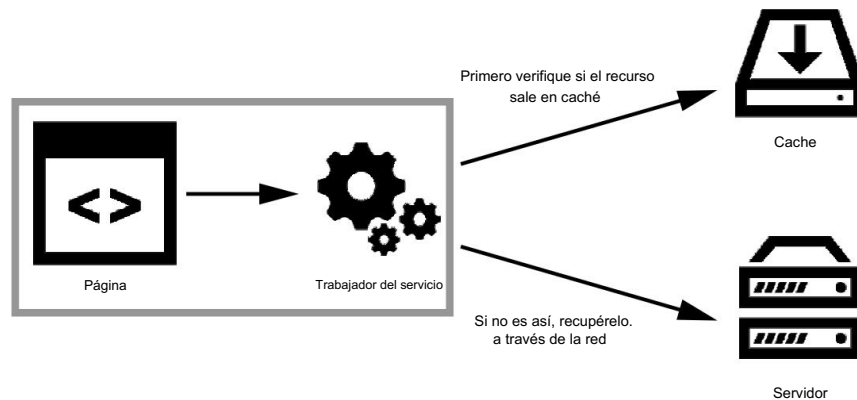 Primero verifique si el recurso
sale en caché
Cache
< >
Página
Trabajador del servicio
Si no es así, recupérelo.
a través de la red
Servidor